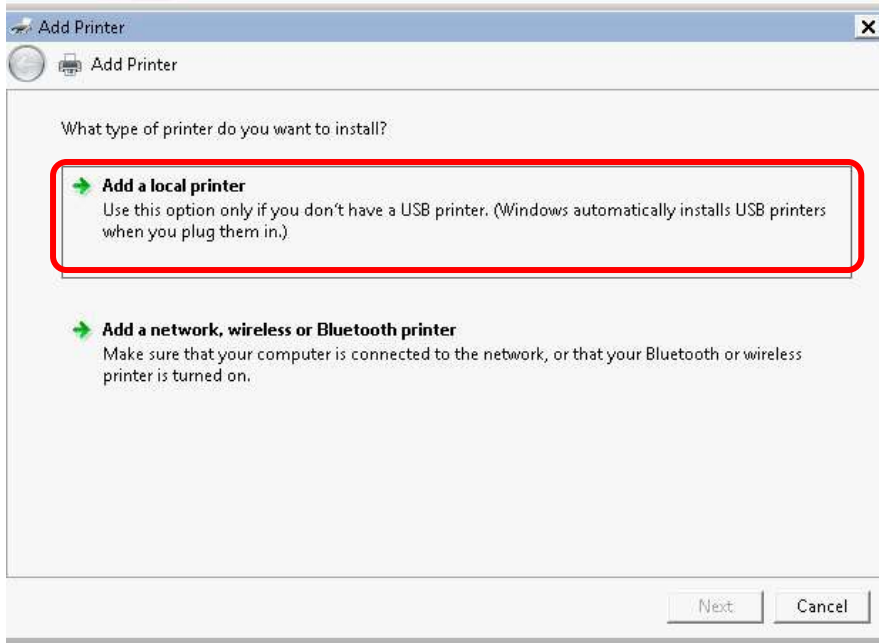 Add Printer
Add Printer
What type of printer do you want to install?
Add a local printer
Use this option only if you don't have a USB printer. (Windows automatically installs USB printers
when you plug them in.)
Add a network, wireless or Bluetooth printer
Make sure that your computer is connected to the network, or that your Bluetooth or wireless
printer is turned on.
Next Cancel